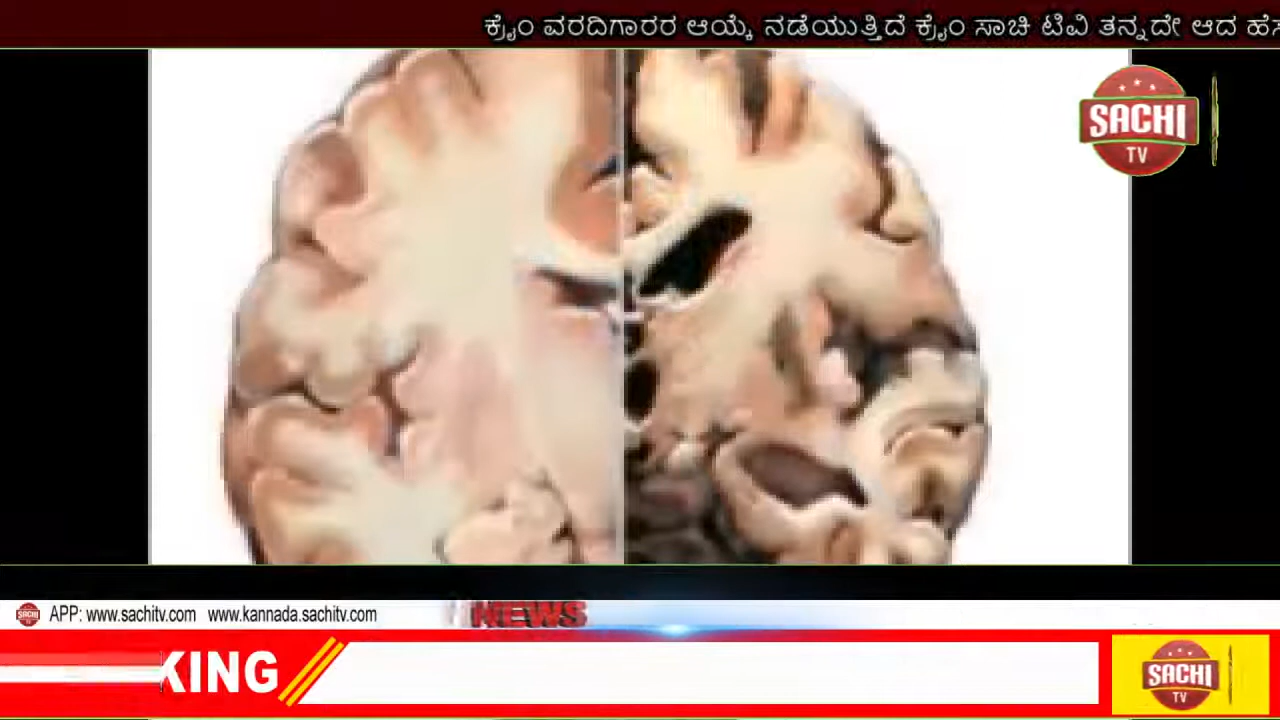 ಕ್ರೈಂ ವರದಿಗಾರರ ಆಯ್ಕೆ ನಡೆಯುತ್ತಿದೆ ಕ್ರೈಂ ಸಾಚಿ ಟಿವಿ ತನ್ನದೇ ಆದ
SACHI
TV
APP: www.sachitv.com www.kannada.sachitv.com
NEWS
KING
SACHI
TV